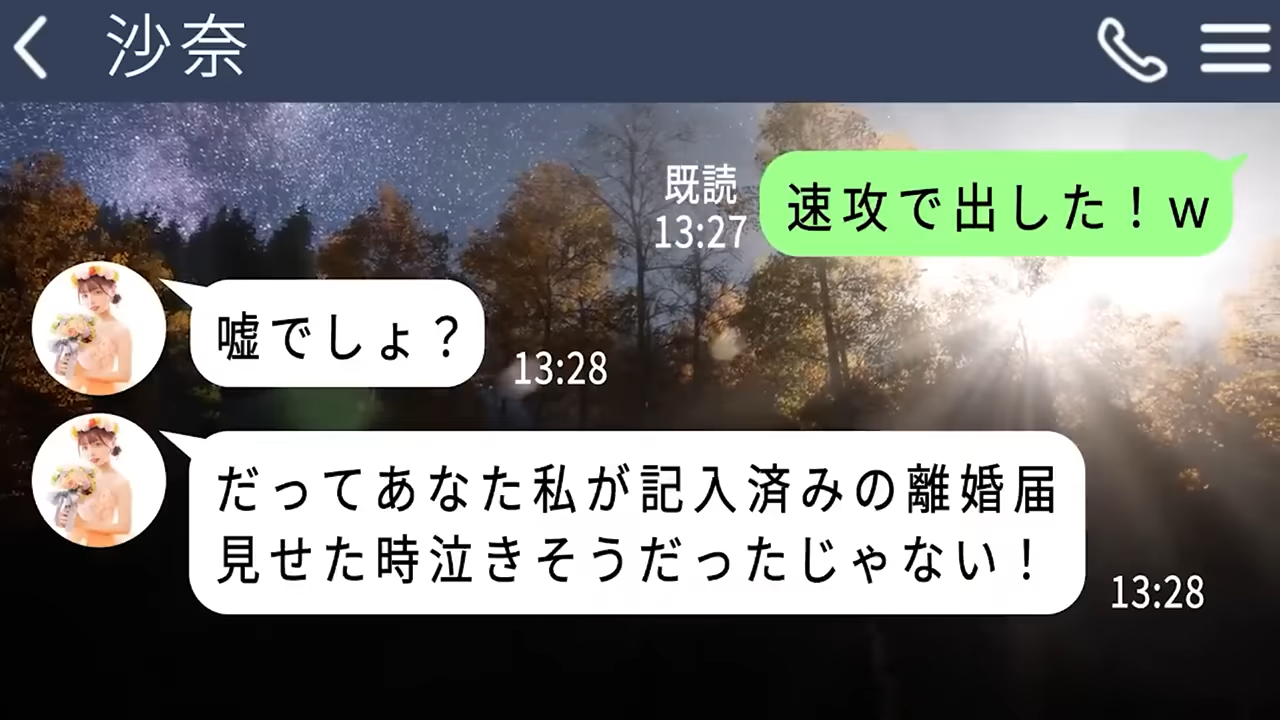 沙奈
既読
13:27
速攻で出した！w
嘘でしょ？
13:28
だってあなた私が記入済みの離婚届
見せた時泣きそうだったじゃない！
13:28